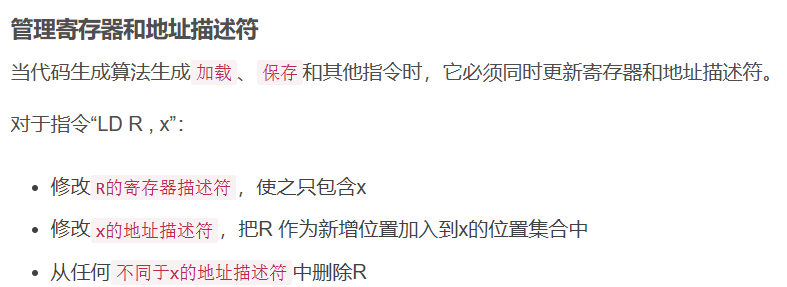 管理寄存器和地址描述符
当代码生成算法生成加载、保存和其他指令时，它必须同时更新寄存器和地址描述符。
对于指令“LD R , x”：
• 修改R的寄存器描述符，使之只包含x
• 修改x的地址描述符，把R 作为新增位置加入到x的位置集合中
• 从任何不同于x的地址描述符中删除R